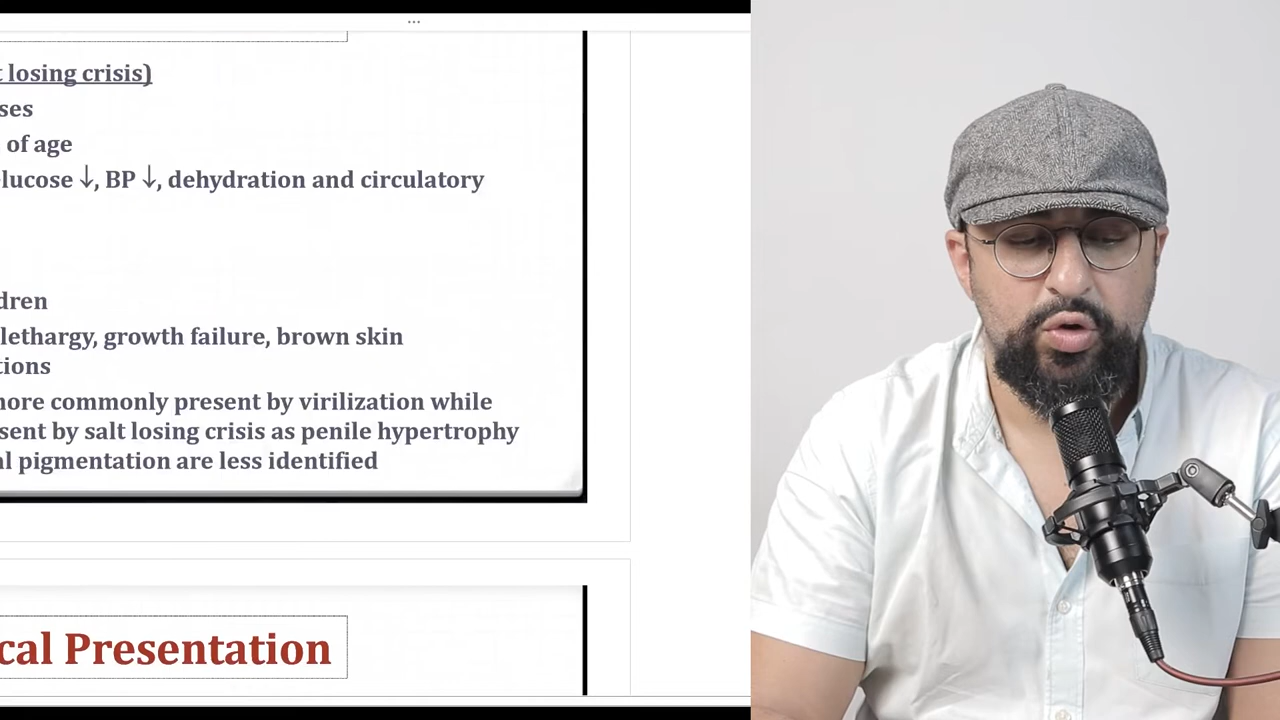 ...
t losing crisis)
ses
of age
lucose ↓, BP ↓, dehydration and circulatory
dren
lethargy, growth failure, brown skin
tions
more commonly present by virilization while
sent by salt losing crisis as penile hypertrophy
al pigmentation are less identified
cal Presentation